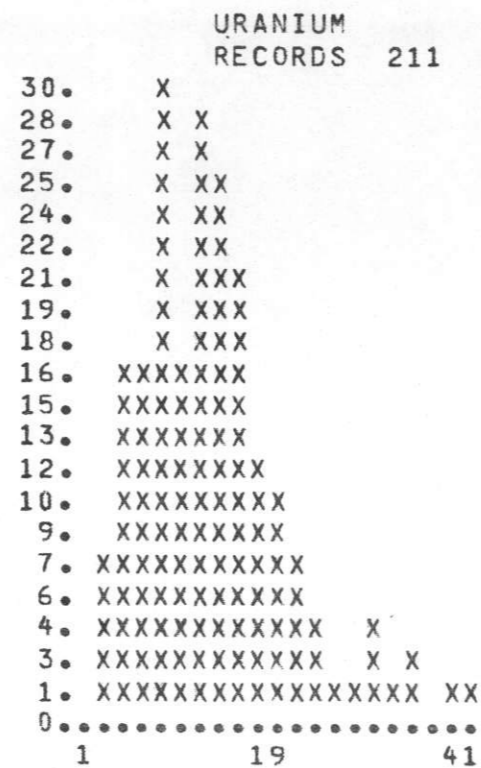 URANIUM
RECORDS 211
30. X
28. X X
27. X X
25. X XX
24. X XX
22. X XX
21. X XXX
19. X XXX
18. X XXX
16. XXXXXXX
15. XXXXXXX
13. XXXXXXX
12. XXXXXXXX
10. XXXXXXXXX
9. XXXXXXXXX
7. XXXXXXXXXXX
6. XXXXXXXXXXX
4. XXXXXXXXXXXX X
3. XXXXXXXXXXXX X X
1. XXXXXXXXXXXXXXXXX XX
0......................
1 19 41